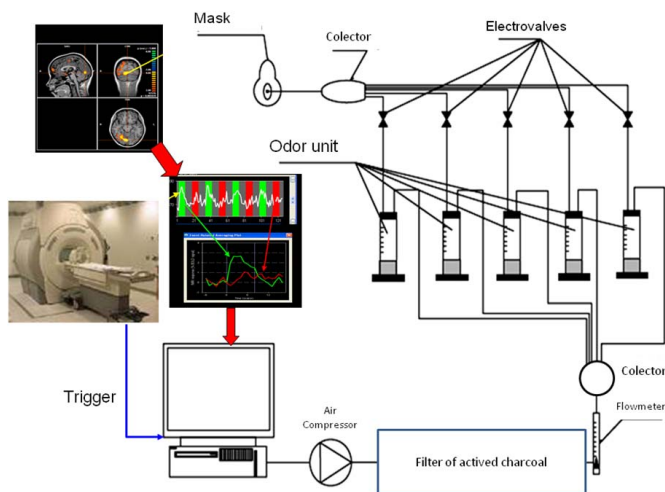 Mask
Colector
Electrovalves
Odor unit
Colector
Flowmeter
Trigger
Air
Compressor
Filter of actived charcoal